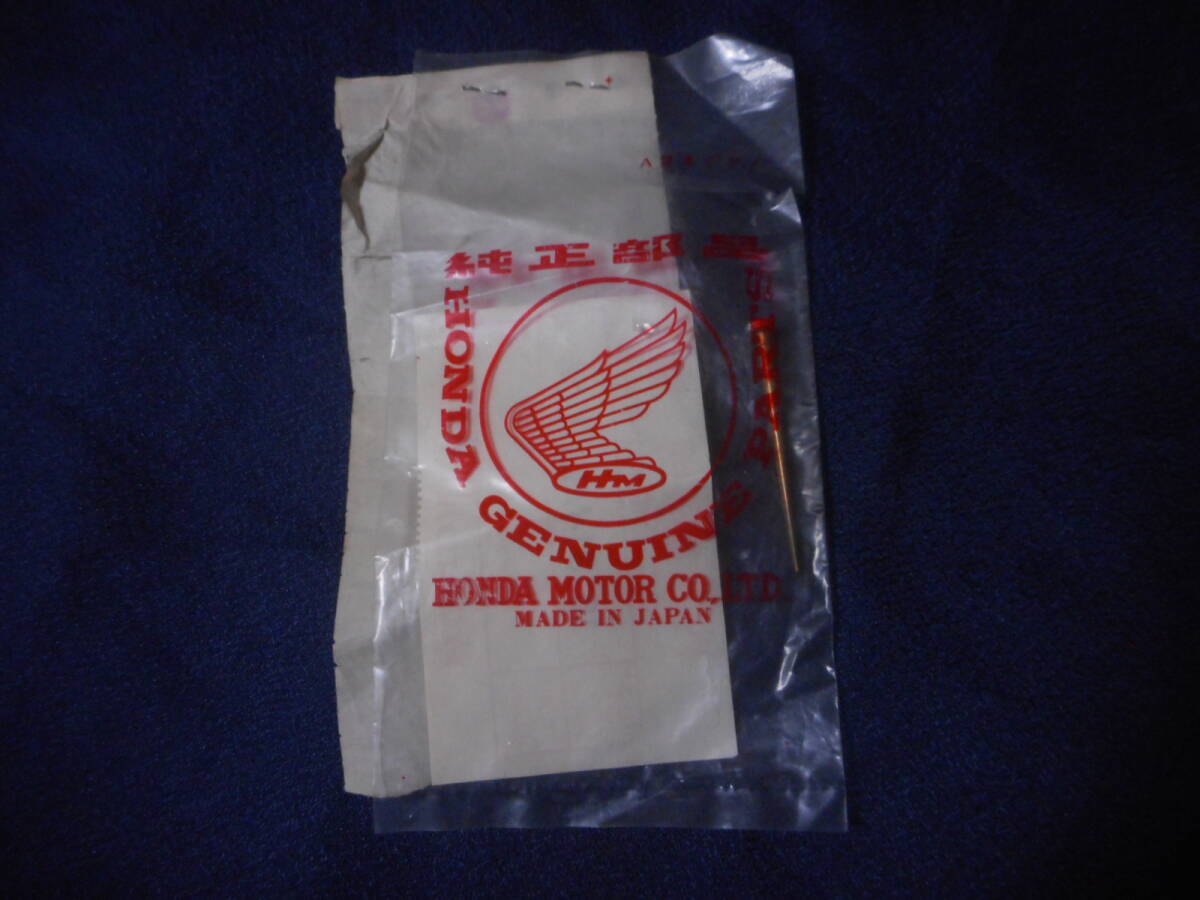 純正部品
HONDA GENUINE PARTS
HM
HONDA MOTOR CO.,LTD.
MADE IN JAPAN